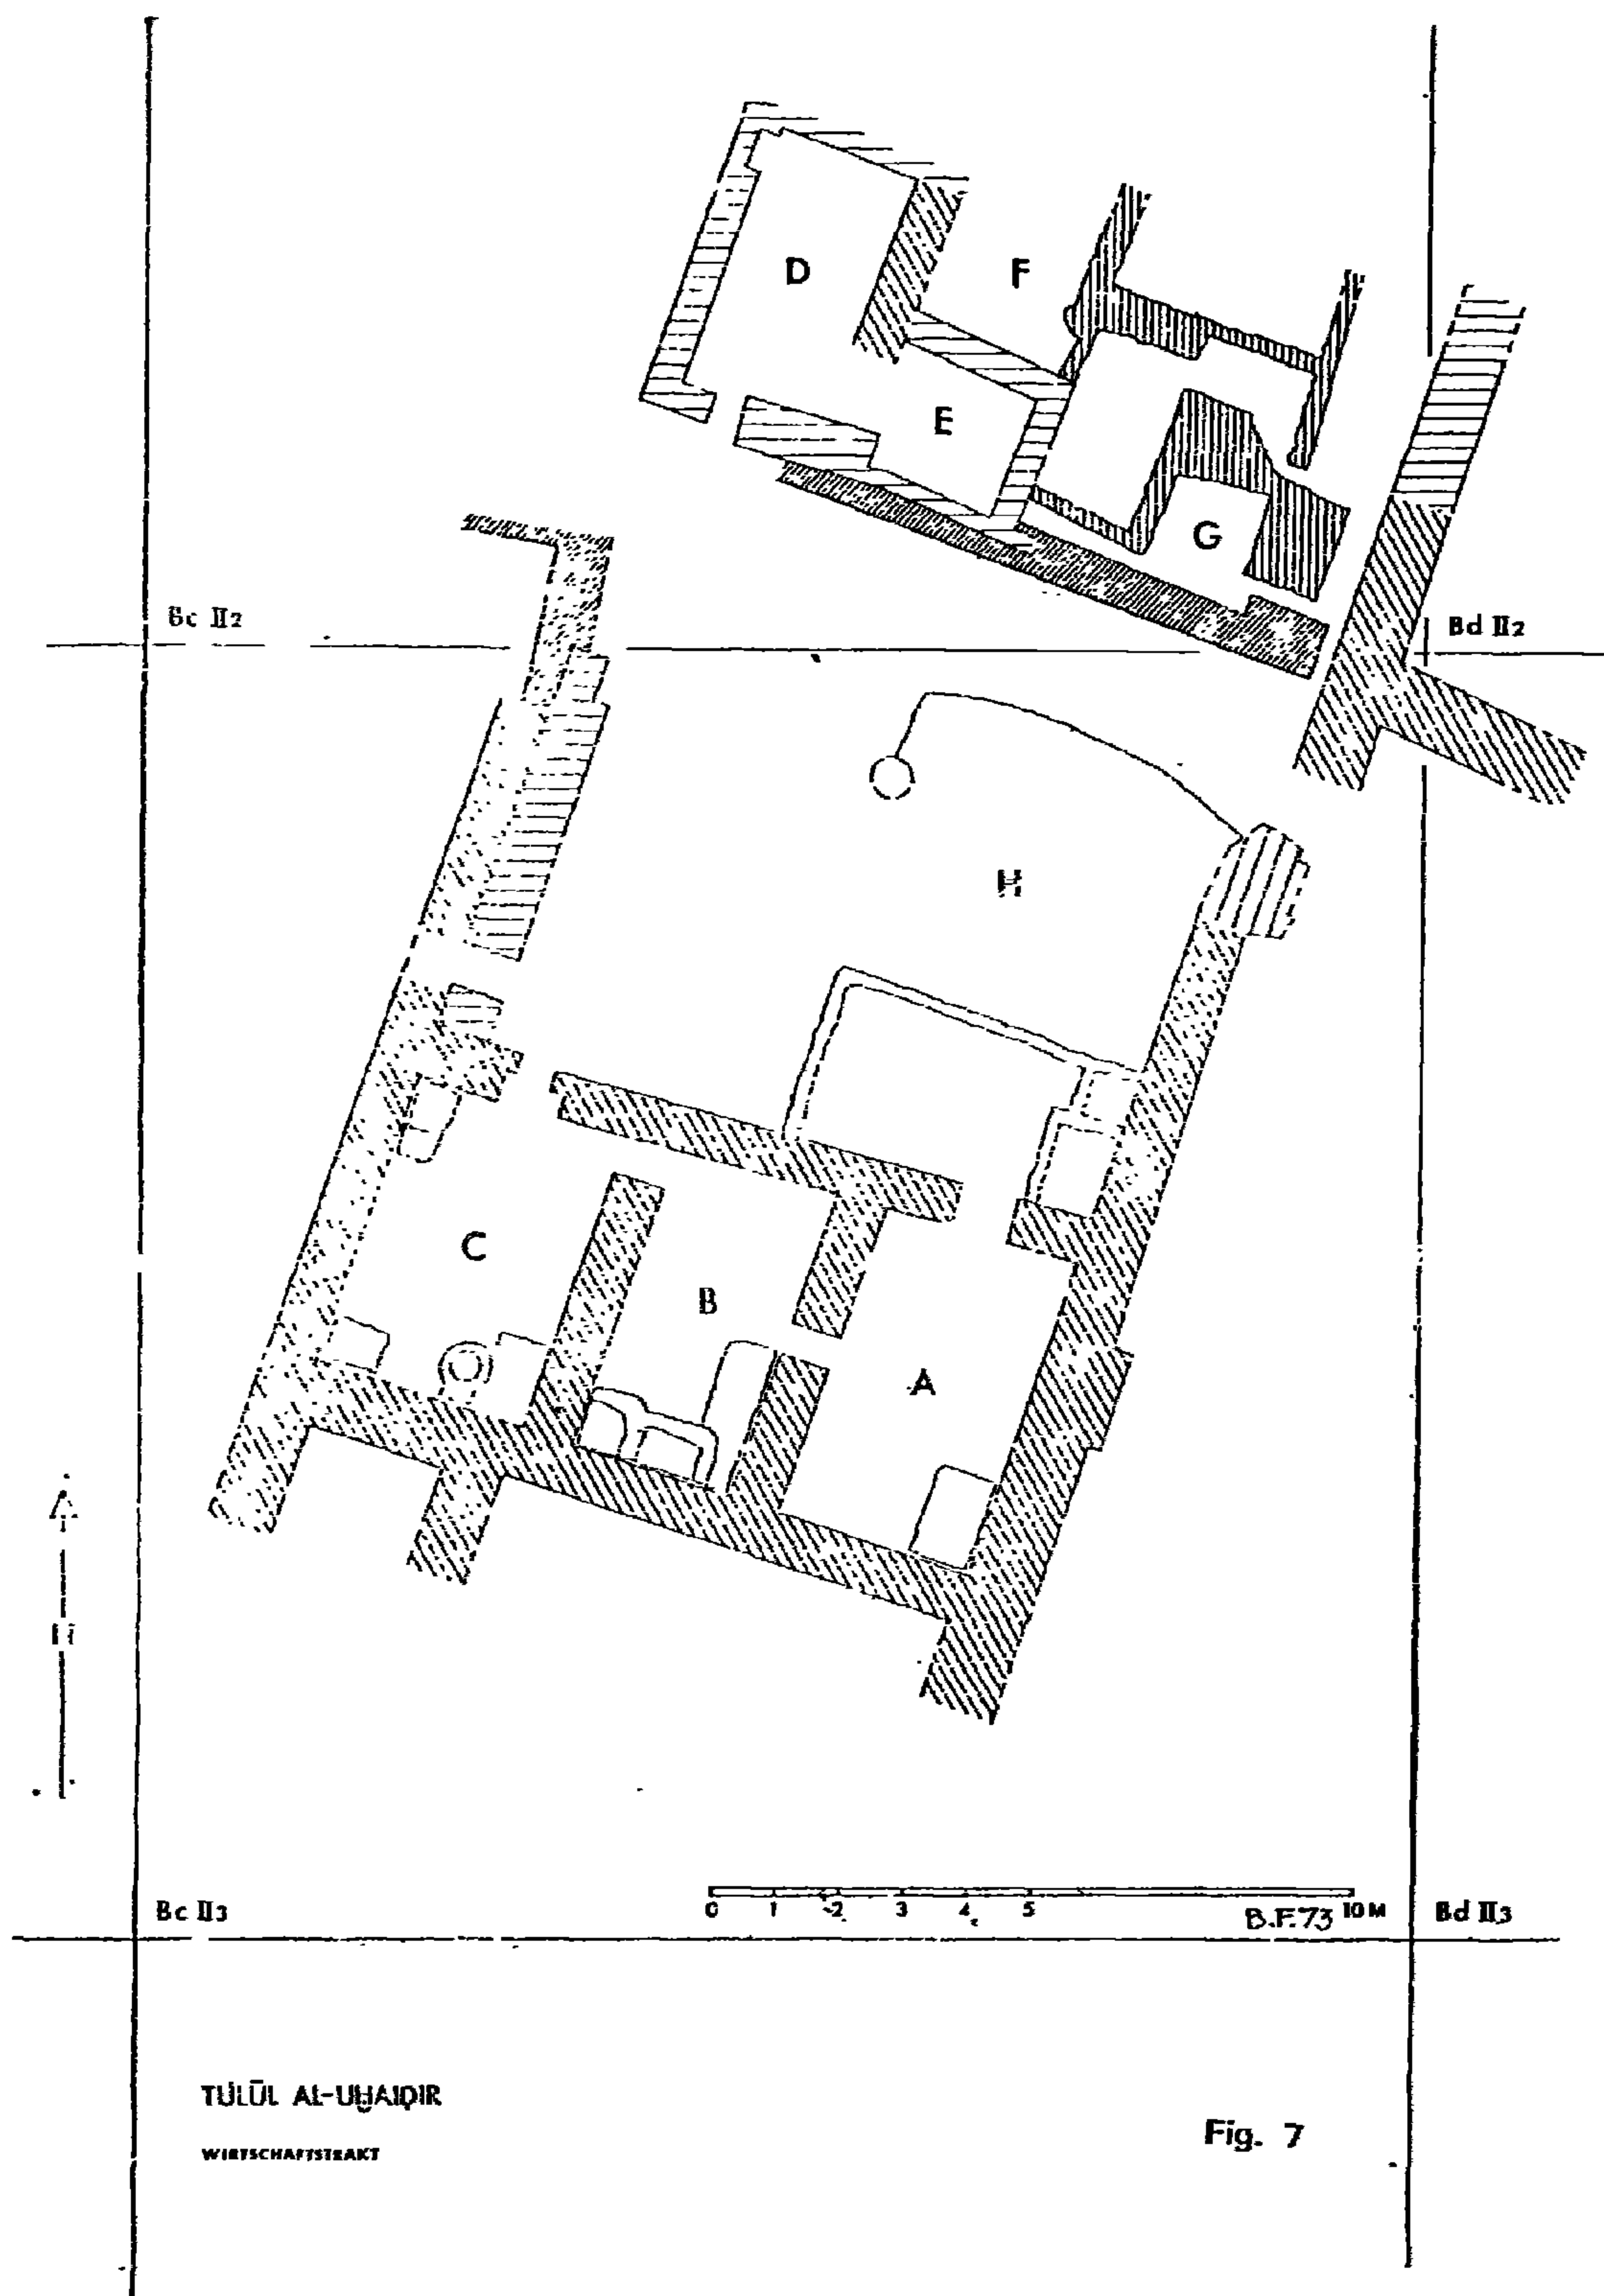 D
F
E
G
Bc II2
Bd II2
H
C
B
A
N
Bc II3
0 1 2 3 4 5 10 M
B.F.73
Bd II3
TULŪL AL-UḪAIḌIR
WIRTSCHAFTSTRAKT
Fig. 7